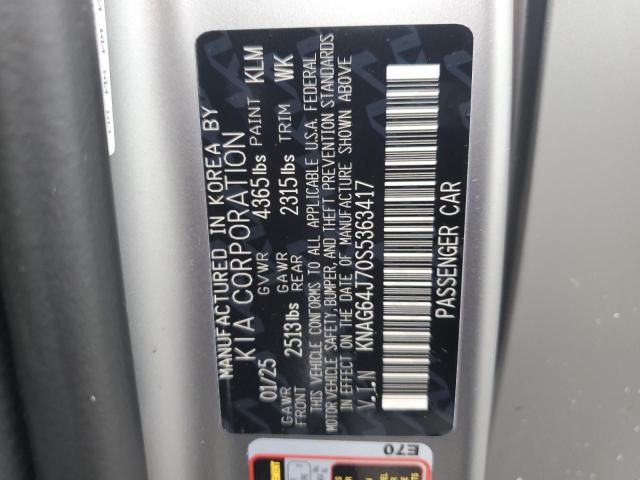 MANUFACTURED IN KOREA BY
KIA CORPORATION
01/25 GVWR 4365lbs PAINT KLM
GAWR FRONT 2513lbs GAWR REAR 2315lbs TRIM WK
THIS VEHICLE CONFORMS TO ALL APPLICABLE U.S.A. FEDERAL
MOTOR VEHICLE SAFETY, BUMPER, AND THEFT PREVENTION STANDARDS
IN EFFECT ON THE DATE OF MANUFACTURE SHOWN ABOVE
V.I.N KNAG64J70S5363417
PASSENGER CAR
E70